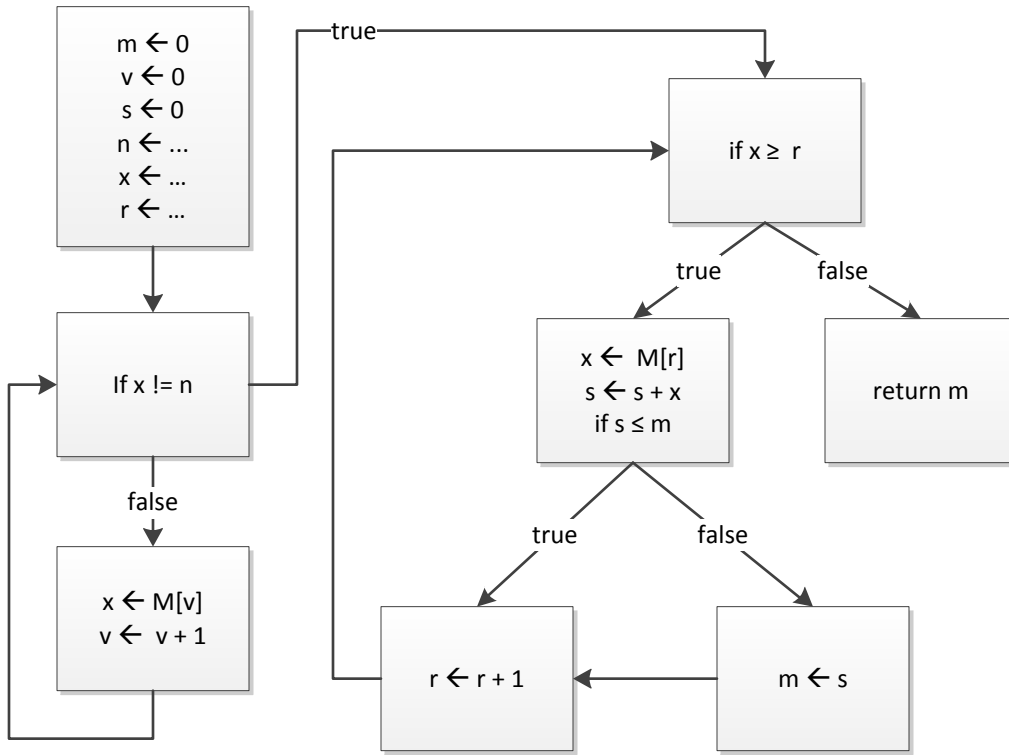 m ← 0
v ← 0
s ← 0
n ← ...
x ← ...
r ← ...
true
if x ≥ r
If x != n
true
false
x ← M[r]
s ← s + x
if s ≤ m
return m
false
x ← M[v]
v ← v + 1
true
false
r ← r + 1
m ← s